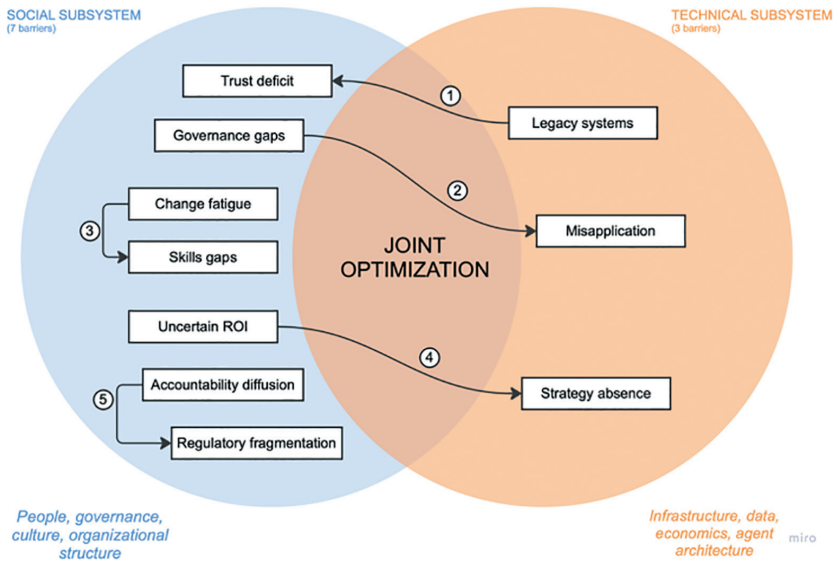 SOCIAL SUBSYSTEM
(7 barriers)
TECHNICAL SUBSYSTEM
(3 barriers)
Trust deficit
1
Legacy systems
Governance gaps
2
Misapplication
Change fatigue
3
Skills gaps
JOINT
OPTIMIZATION
Uncertain ROI
4
Strategy absence
Accountability diffusion
5
Regulatory fragmentation
People, governance,
culture, organizational
structure
Infrastructure, data,
economics, agent
architecture
miro